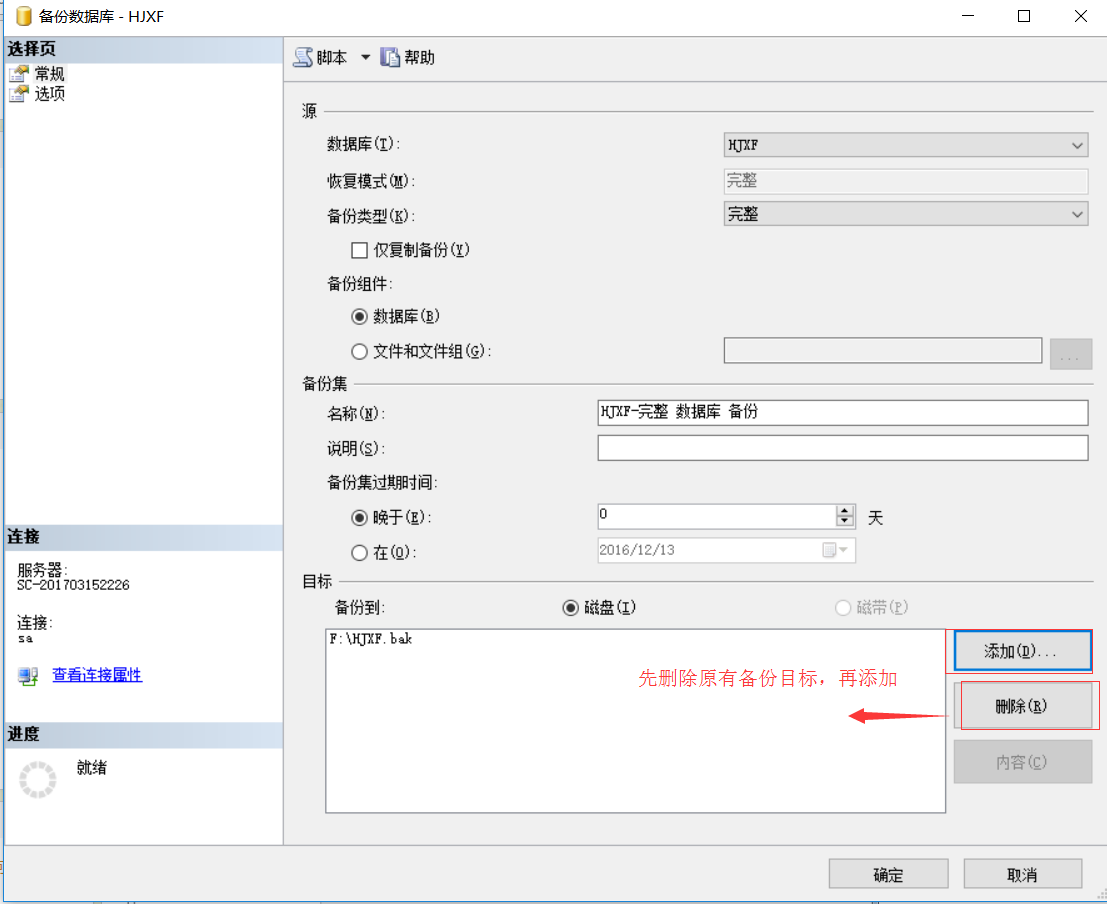 备份数据库 - HJXF
选择页
常规
选项
脚本
帮助
源
数据库(T):
HJXF
恢复模式(M):
完整
备份类型(K):
完整
仅复制备份(Y)
备份组件:
数据库(B)
文件和文件组(G):
...
备份集
名称(N):
HJXF-完整 数据库 备份
说明(S):
备份集过期时间:
晚于(E):
0
天
在(O):
2016/12/13
目标
备份到:
磁盘(I)
磁带(P)
F:\HJXF.bak
先删除原有备份目标，再添加
添加(D)...
删除(R)
内容(C)
连接
服务器:
SC-201703152226
连接:
sa
查看连接属性
进度
就绪
确定
取消